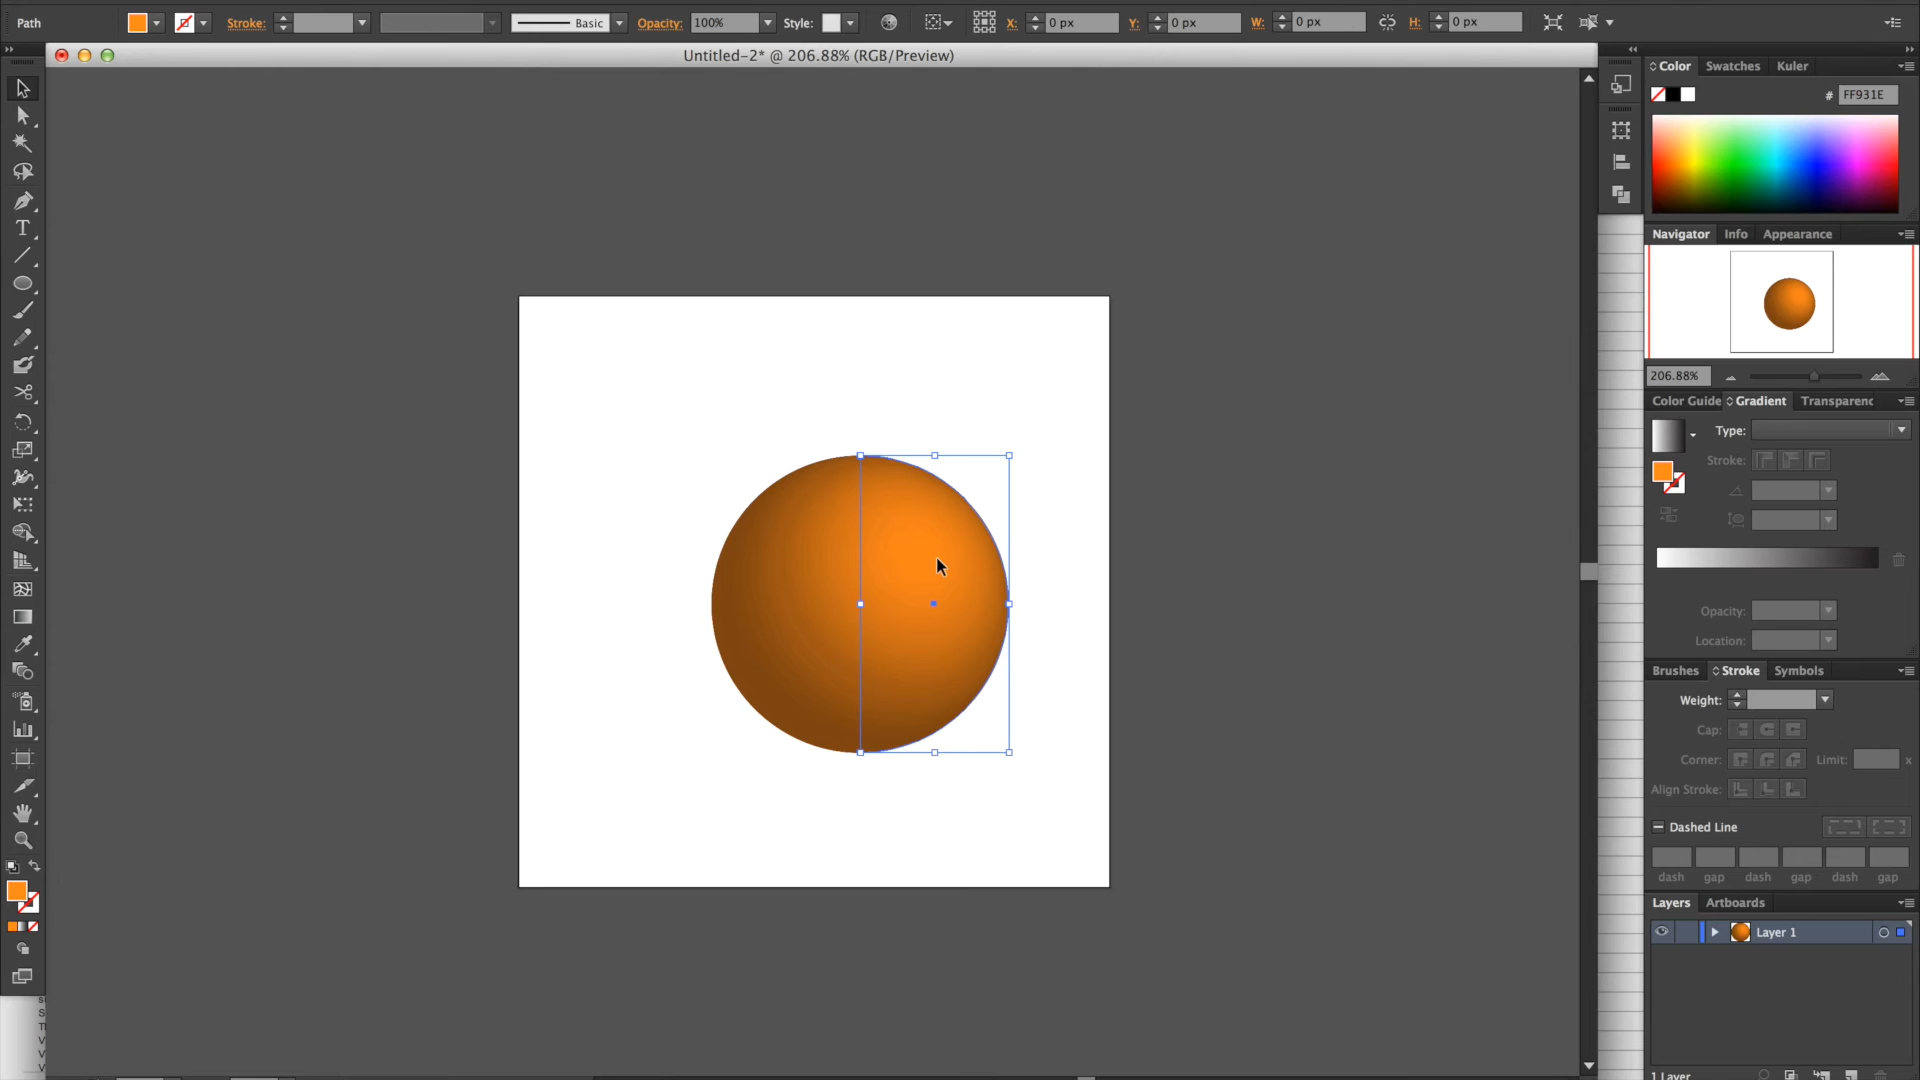 Path Stroke: Basic Opacity: 100% Style: X: 0 px Y: 0 px W: 0 px H: 0 px
Untitled-2* @ 206.88% (RGB/Preview)
Color Swatches Kuler
# FF931E
Navigator Info Appearance
206.88%
Color Guide Gradient Transparenc
Type:
Stroke:
Opacity:
Location:
Brushes Stroke Symbols
Weight:
Cap:
Corner: Limit: x
Align Stroke:
Dashed Line
dash gap dash gap dash gap
Layers Artboards
Layer 1
1 Layer